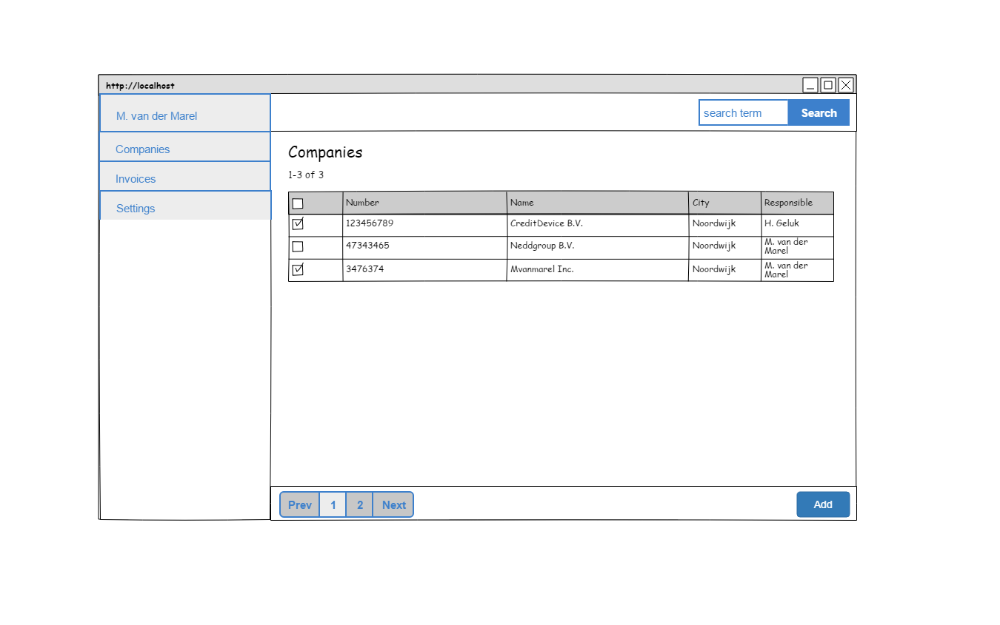 http://localhost
M. van der Marel
search term Search
Companies
Invoices
Settings
Companies
1-3 of 3
Number Name City Responsible
123456789 CreditDevice B.V. Noordwijk H. Geluk
47343465 Neddgroup B.V. Noordwijk M. van der
Marel
3476374 Mvanmarel Inc. Noordwijk M. van der
Marel
Prev 1 2 Next Add